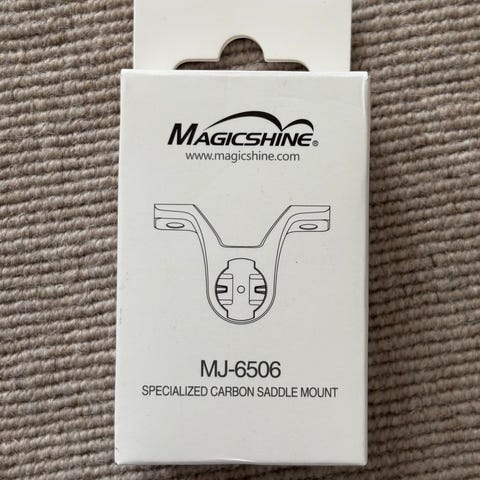 MAGICSHINE®
www.magicshine.com
MJ-6506
SPECIALIZED CARBON SADDLE MOUNT